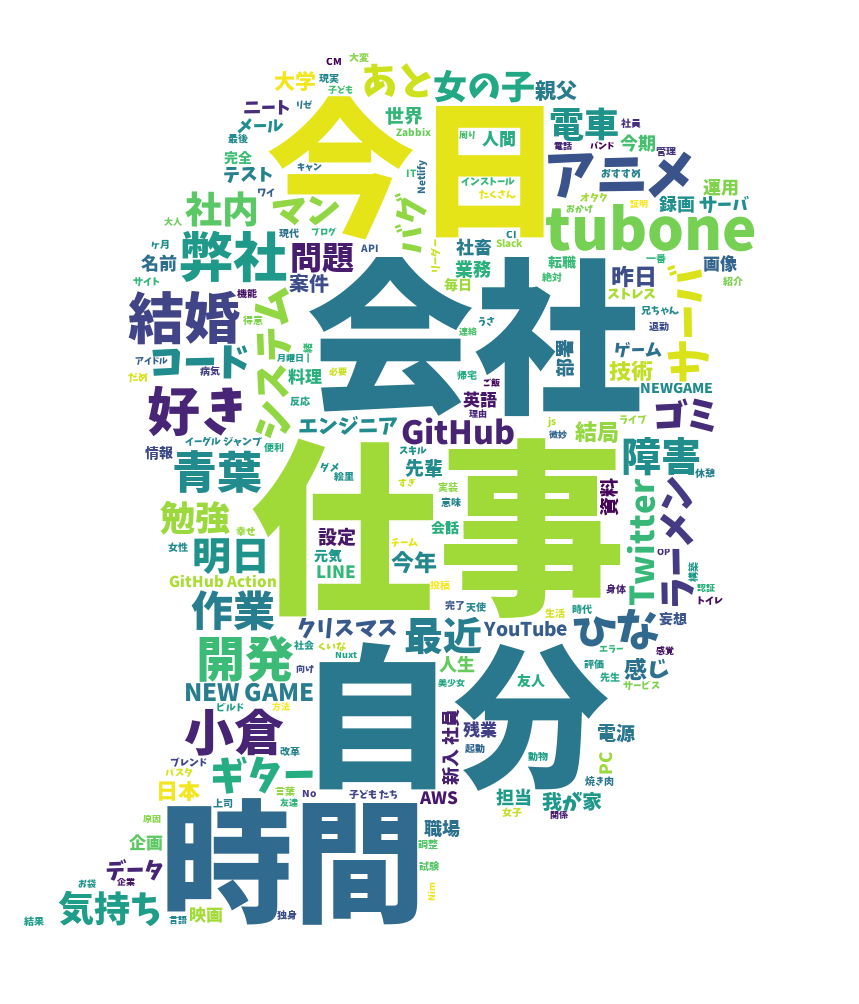 CM
大変
大学
現実
子ども
あと
女の子
親父
ニート
リゼ
世界
電車
社員
メール
最後
今日
Zabbix
周り
人間
電話
バンド
今期
管理
完全
テスト
キャン
IT
Netlify
アニメ
おすすめ
運用
ワイ
インストール
たくさん
オタク
おかげ
証明
録画
サーバ
大人
社内
マン
バグ
tubone
現代
ブログ
ヶ月
弊社
問題
API
リーダー
社畜
CI
Slack
名前
業務
転職
一番
昨日
画像
サイト
機能
案件
毎日
絶対
サーバ
紹介
結婚
得意
システム
会社
ストレス
兄ちゃん
うさ
連絡
退勤
アイドル
コード
月曜日
部署
ゲーム
だめ
病気
料理
必要
帰宅
ご飯
技術
NEWGAME
好き
反応
英語
理由
ゴミ
イーグル ジャンプ
エンジニア
GitHub
js
微妙
結局
ライブ
情報
便利
スキル
障害
青葉
ダメ
絵里
先輩
休憩
すぎ
実装
資料
Twitter
ラーメン
勉強
幸せ
仕事
意味
設定
会話
女性
明日
チーム
元気
今年
OP
LINE
構築
GitHub Action
投稿
身体
認証
トイレ
作業
完了
天使
生活
時代
妄想
クリスマス
最近
YouTube
ひな
開発
社会
くいな
Nuxt
エラー
感覚
向け
人生
評価
感じ
NEW GAME
美少女
友人
先生
サービス
ビルド
方法
自分
小倉
新入 社員
残業
電源
改革
起動
動物
ブレンド
ギター
PC
パスタ
焼き肉
日本
言葉
No
子ども たち
AWS
担当
我が家
上司
友達
女子
関係
原因
時間
職場
企画
調整
データ
試験
企業
お袋
Nim
気持ち
結果
言語
映画
独身